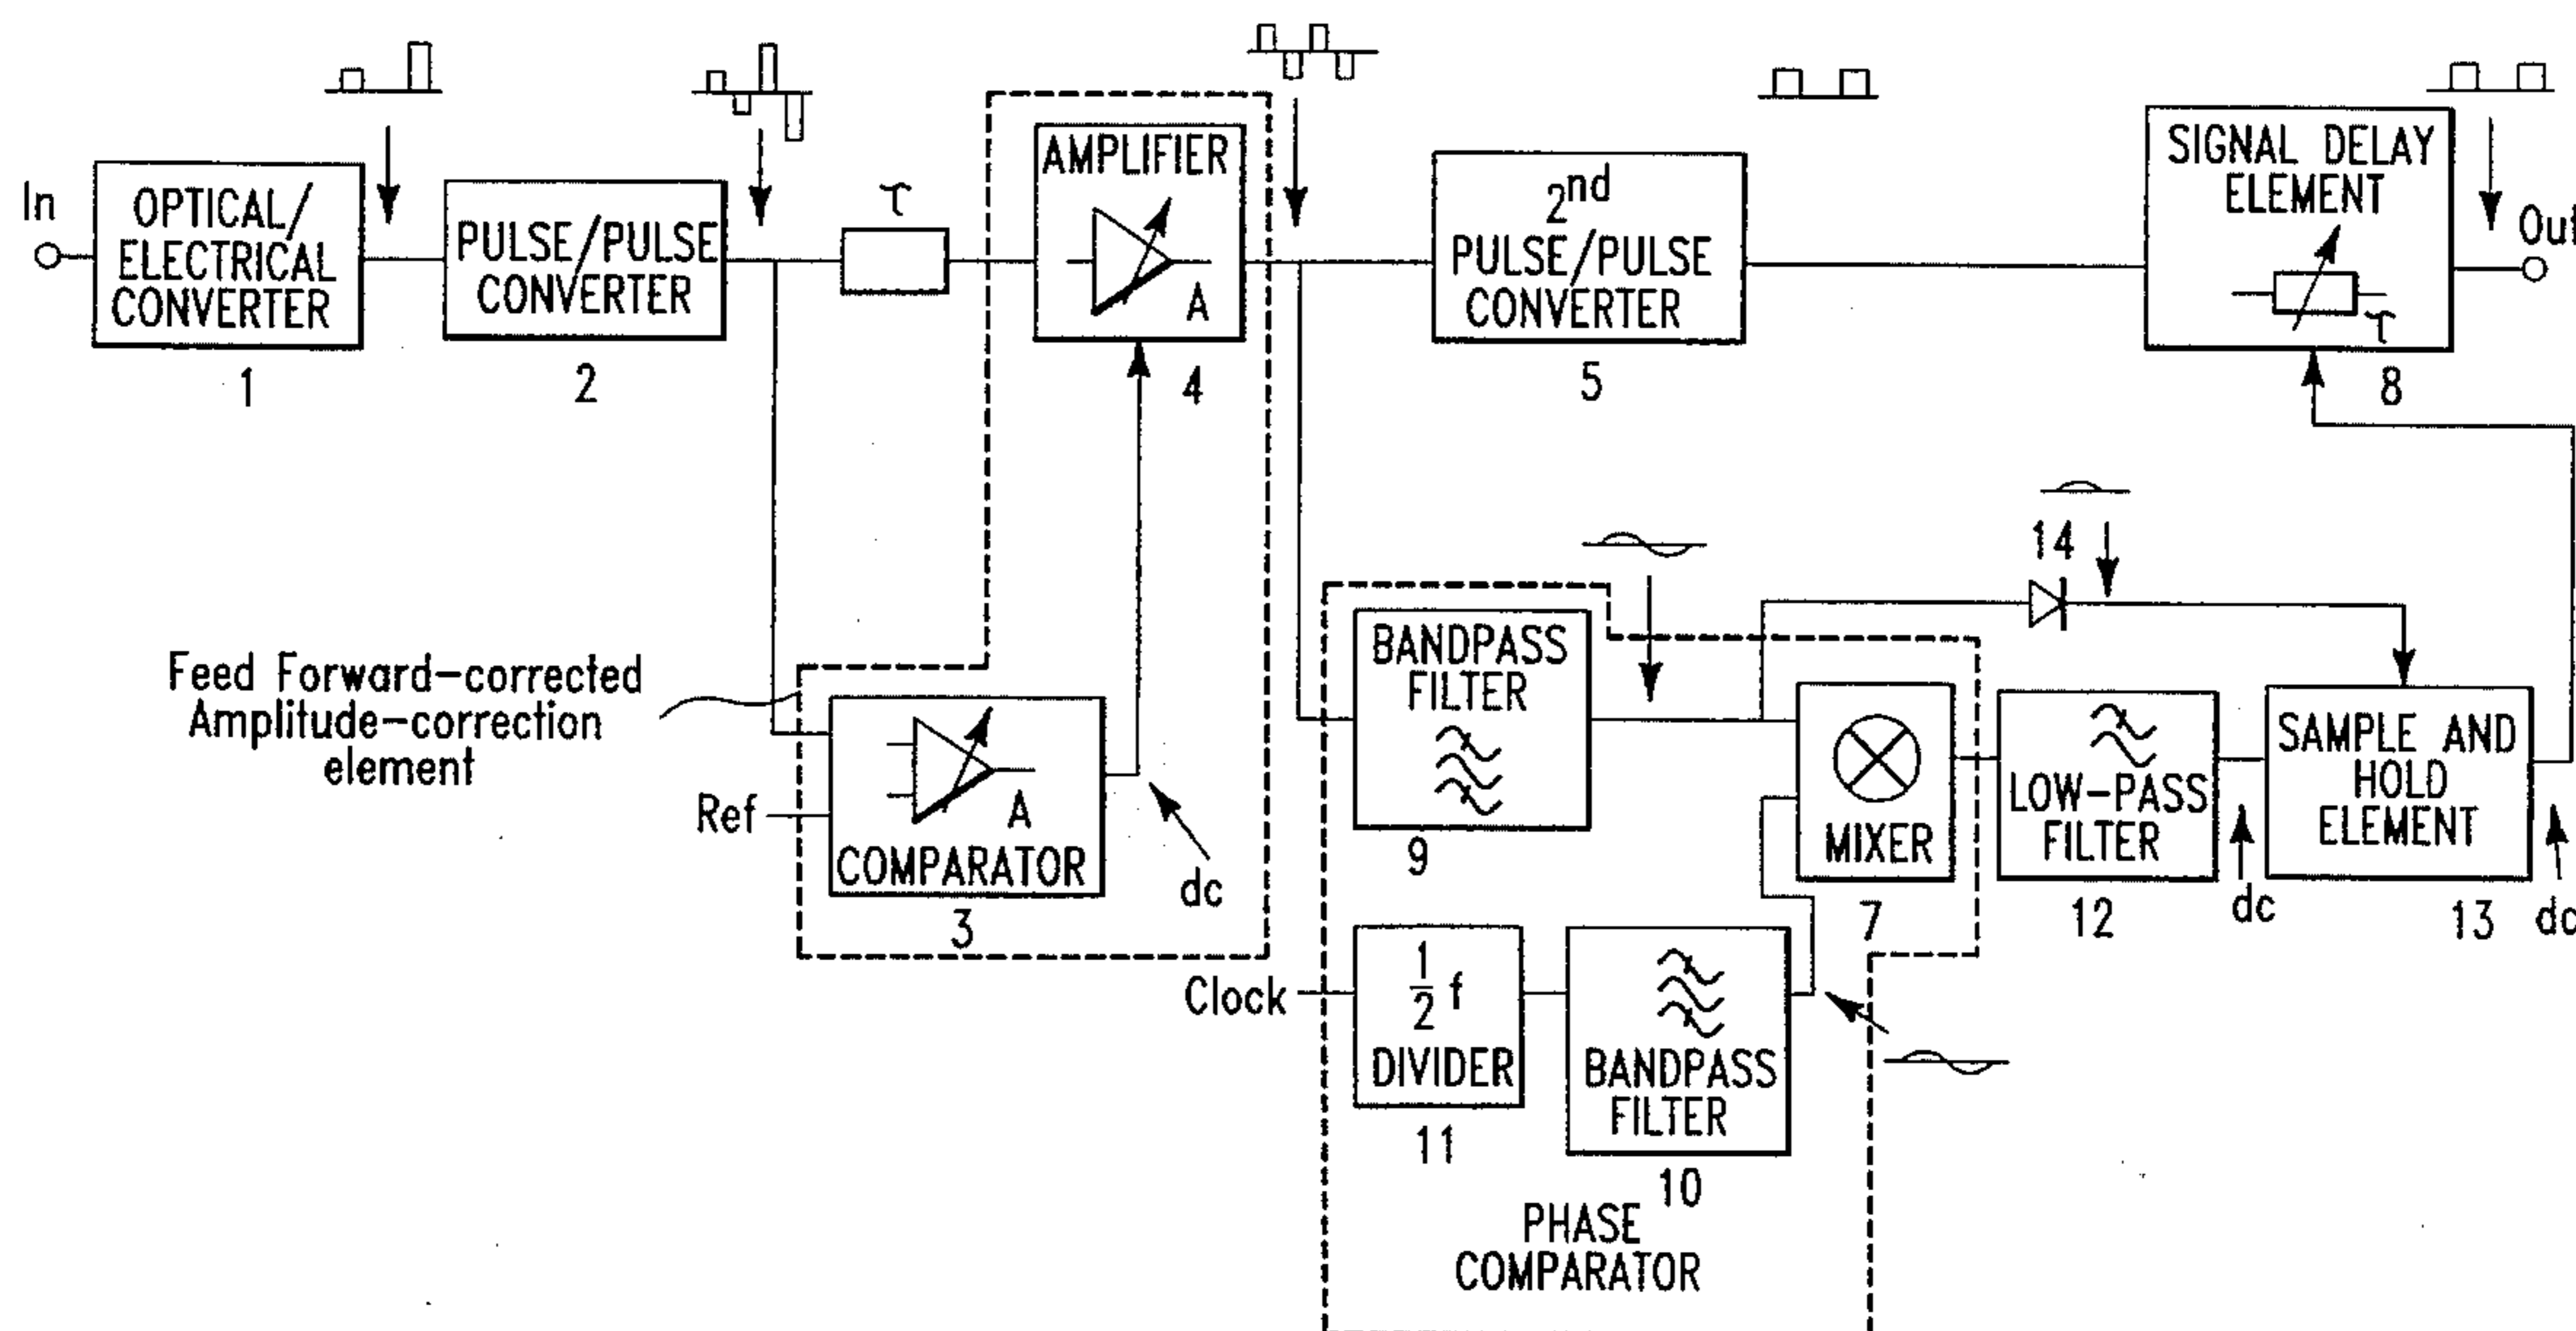 In
OPTICAL/
ELECTRICAL
CONVERTER
1
PULSE/PULSE
CONVERTER
2
τ
AMPLIFIER
A
4
2nd
PULSE/PULSE
CONVERTER
5
SIGNAL DELAY
ELEMENT
τ
8
Out
Feed Forward-corrected
Amplitude-correction
element
Ref
A
COMPARATOR
3
dc
BANDPASS
FILTER
9
14
MIXER
7
LOW-PASS
FILTER
12
dc
SAMPLE AND
HOLD
ELEMENT
13
dc
Clock
1/2 f
DIVIDER
11
BANDPASS
FILTER
10
PHASE
COMPARATOR